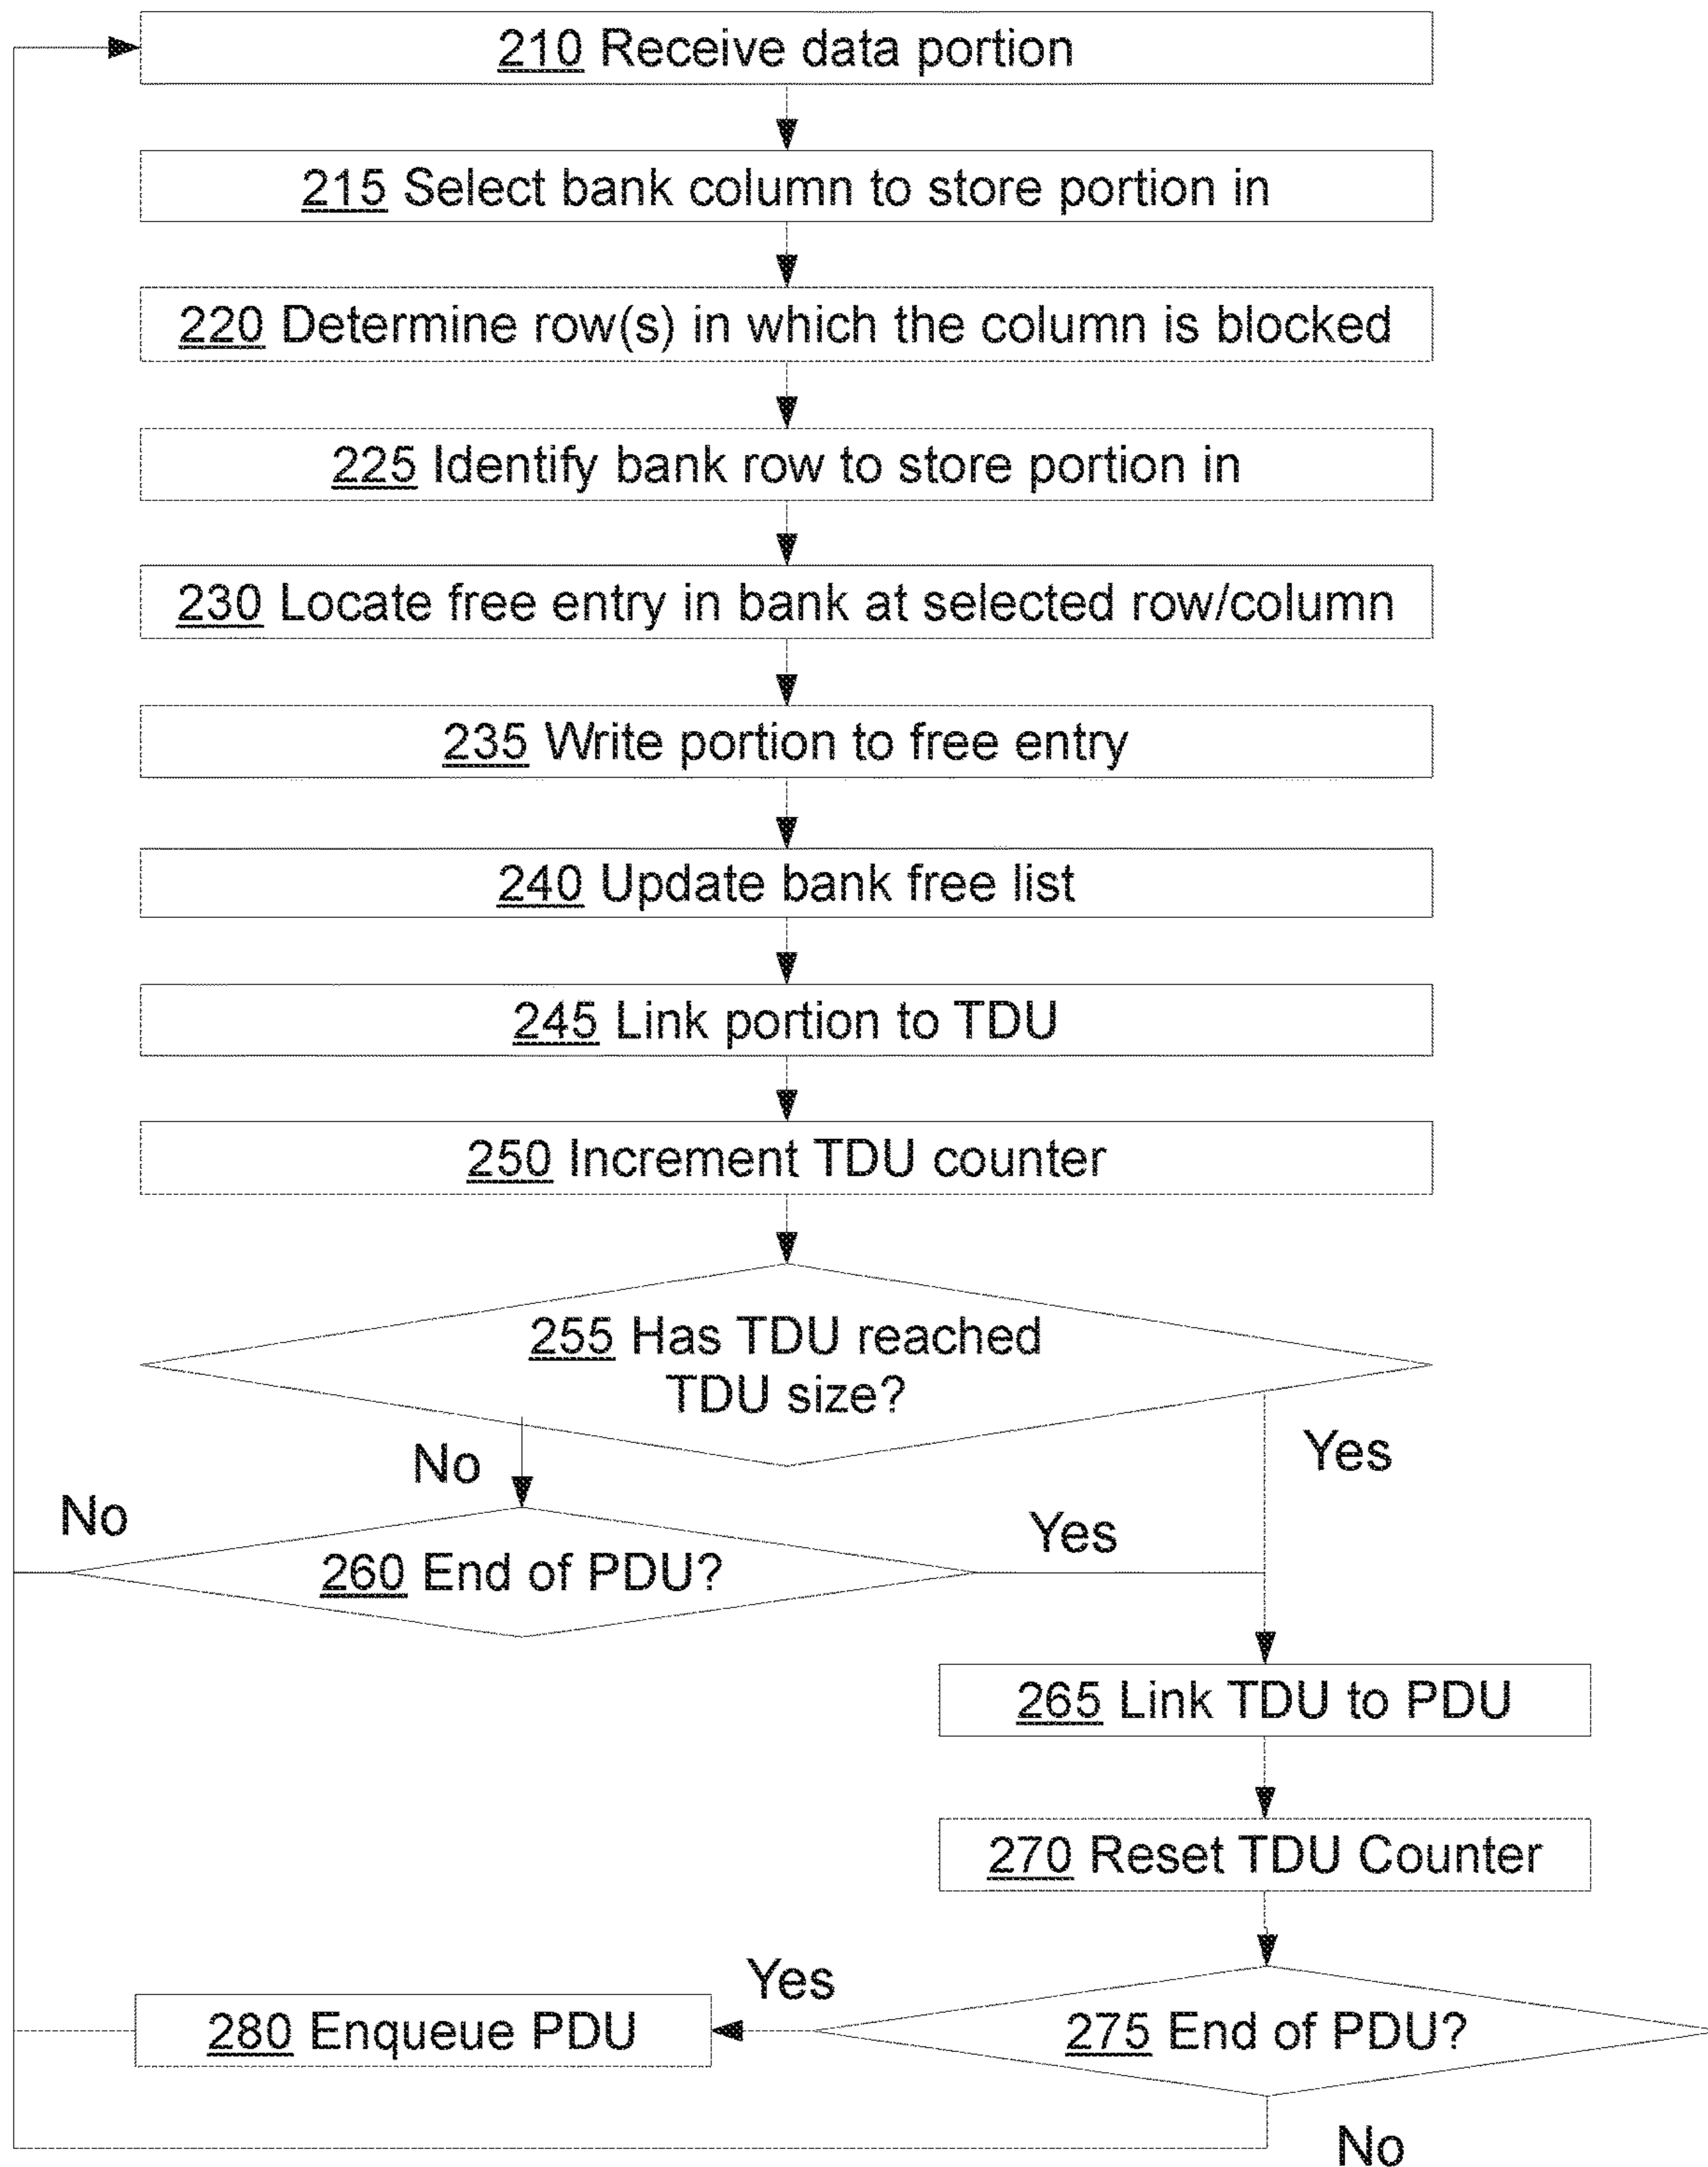 210 Receive data portion
215 Select bank column to store portion in
220 Determine row(s) in which the column is blocked
225 Identify bank row to store portion in
230 Locate free entry in bank at selected row/column
235 Write portion to free entry
240 Update bank free list
245 Link portion to TDU
250 Increment TDU counter
255 Has TDU reached
TDU size?
No
Yes
No
260 End of PDU?
Yes
265 Link TDU to PDU
270 Reset TDU Counter
275 End of PDU?
Yes
280 Enqueue PDU
No